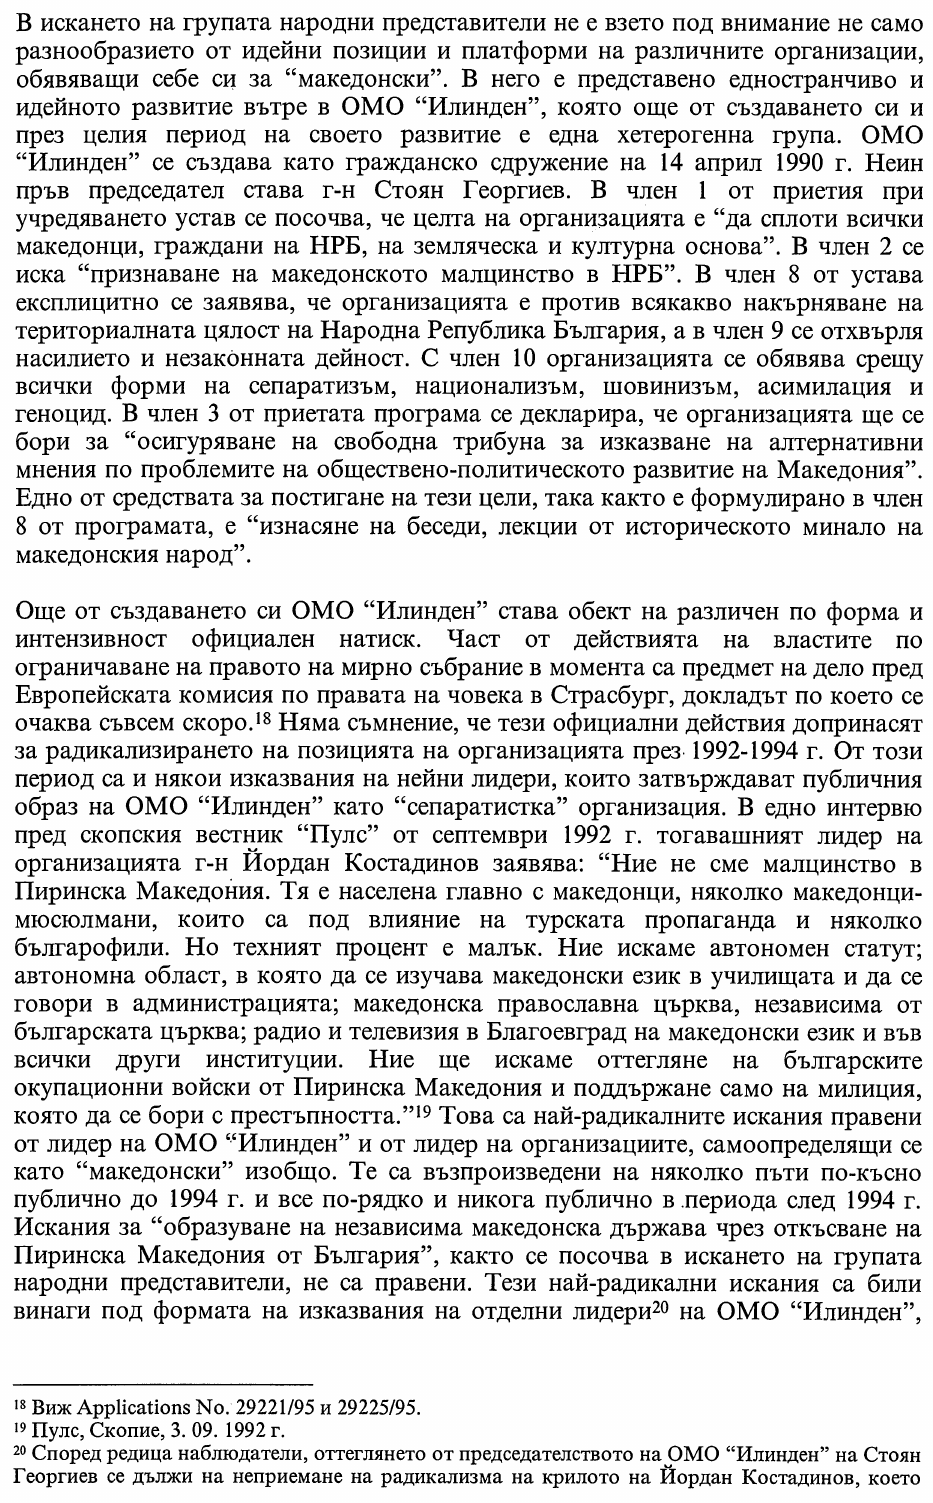 В искането на групата народни представители не е взето под внимание не само
разнообразието от идейни позиции и платформи на различните организации,
обявяващи себе си за “македонски”. В него е представено едностранчиво и
идейното развитие вътре в ОМО “Илинден”, която още от създаването си и
през целия период на своето развитие е една хетерогенна група. ОМО
“Илинден” се създава като гражданско сдружение на 14 април 1990 г. Неин
пръв председател става г-н Стоян Георгиев. В член 1 от приетия при
учредяването устав се посочва, че целта на организацията е “да сплоти всички
македонци, граждани на НРБ, на земляческа и културна основа”. В член 2 се
иска “признаване на македонското малцинство в НРБ”. В член 8 от устава
експлицитно се заявява, че организацията е против всякакво накърняване на
териториалната цялост на Народна Република България, а в член 9 се отхвърля
насилието и незаконната дейност. С член 10 организацията се обявява срещу
всички форми на сепаратизъм, национализъм, шовинизъм, асимилация и
геноцид. В член 3 от приетата програма се декларира, че организацията ще се
бори за “осигуряване на свободна трибуна за изказване на алтернативни
мнения по проблемите на обществено-политическото развитие на Македония”.
Едно от средствата за постигане на тези цели, така както е формулирано в член
8 от програмата, е “изнасяне на беседи, лекции от историческото минало на
македонския народ”.

Още от създаването си ОМО “Илинден” става обект на различен по форма и
интензивност официален натиск. Част от действията на властите по
ограничаване на правото на мирно събрание в момента са предмет на дело пред
Европейската комисия по правата на човека в Страсбург, докладът по което се
очаква съвсем скоро.¹⁸ Няма съмнение, че тези официални действия допринасят
за радикализирането на позицията на организацията през 1992-1994 г. От този
период са и някои изказвания на нейни лидери, които затвърждават публичния
образ на ОМО “Илинден” като “сепаратистка” организация. В едно интервю
пред скопския вестник “Пулс” от септември 1992 г. тогавашният лидер на
организацията г-н Йордан Костадинов заявява: “Ние не сме малцинство в
Пиринска Македония. Тя е населена главно с македонци, няколко македонци-
мюсюлмани, които са под влияние на турската пропаганда и няколко
българофили. Но техният процент е малък. Ние искаме автономен статут;
автономна област, в която да се изучава македонски език в училищата и да се
говори в администрацията; македонска православна църква, независима от
българската църква; радио и телевизия в Благоевград на македонски език и във
всички други институции. Ние ще искаме оттегляне на българските
окупационни войски от Пиринска Македония и поддържане само на милиция,
която да се бори с престъпността.”¹⁹ Това са най-радикалните искания правени
от лидер на ОМО “Илинден” и от лидер на организациите, самоопределящи се
като “македонски” изобщо. Те са възпроизведени на няколко пъти по-късно
публично до 1994 г. и все по-рядко и никога публично в периода след 1994 г.
Искания за “образуване на независима македонска държава чрез откъсване на
Пиринска Македония от България”, както се посочва в искането на групата
народни представители, не са правени. Тези най-радикални искания са били
винаги под формата на изказвания на отделни лидери²⁰ на ОМО “Илинден”,

¹⁸ Виж Applications No. 29221/95 и 29225/95.
¹⁹ Пулс, Скопие, 3. 09. 1992 г.
²⁰ Според редица наблюдатели, оттеглянето от председателството на ОМО “Илинден” на Стоян
Георгиев се дължи на неприемане на радикализма на крилото на Йордан Костадинов, което